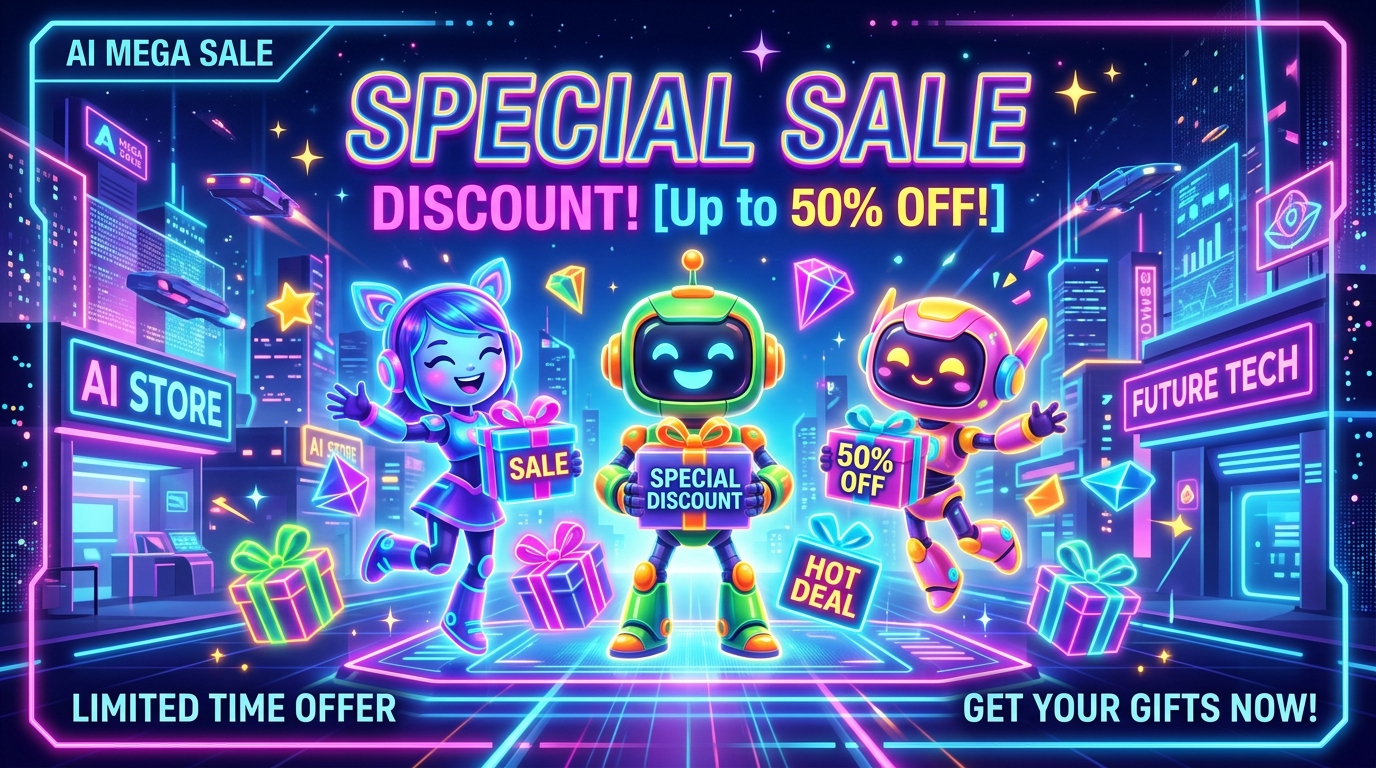 AI MEGA SALE
SPECIAL SALE
DISCOUNT! [Up to 50% OFF!]
A MEGA
AI STORE
AI STORE
FUTURE TECH
SALE
SPECIAL
DISCOUNT
50%
OFF
HOT
DEAL
LIMITED TIME OFFER
GET YOUR GIFTS NOW!